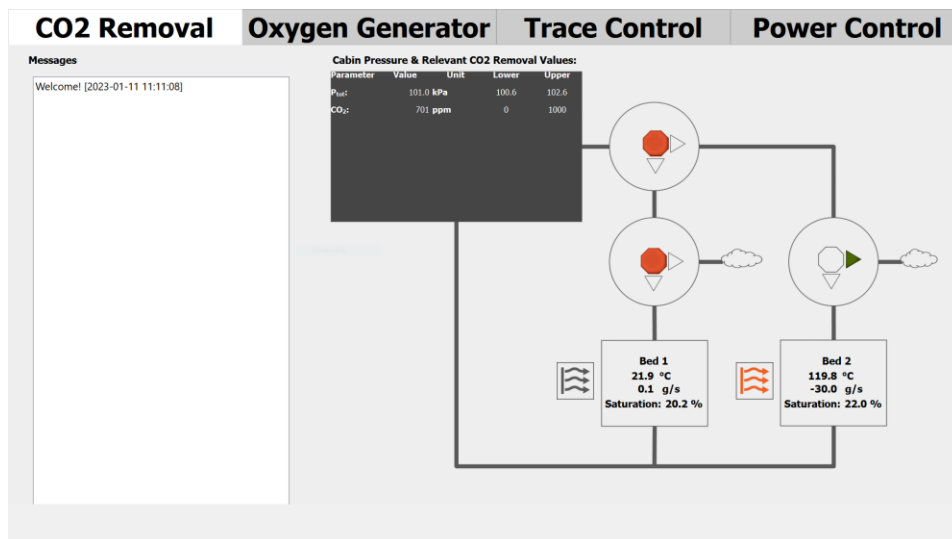 CO2 Removal Oxygen Generator Trace Control Power Control
Messages
Welcome! [2023-01-11 11:11:08]
Cabin Pressure & Relevant CO2 Removal Values:
Parameter Value Unit Lower Upper
Ptot: 101.0 kPa 100.6 102.6
CO₂: 701 ppm 0 1000
Bed 1
21.9 °C
0.1 g/s
Saturation: 20.2 %
Bed 2
119.8 °C
-30.0 g/s
Saturation: 22.0 %